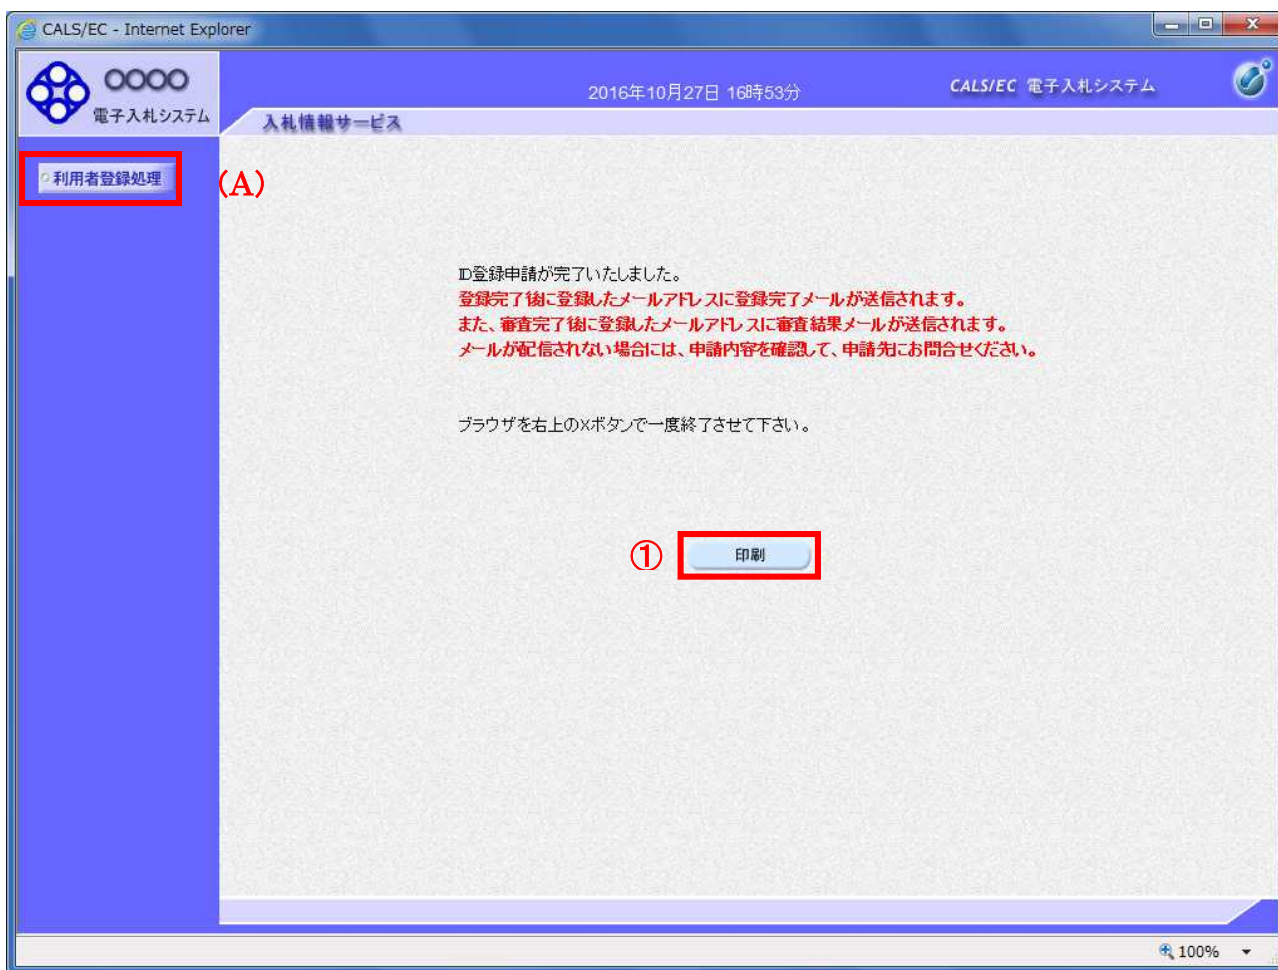 CALS/EC - Internet Explorer
○○○○
電子入札システム
2016年10月27日 16時53分
CALS/EC 電子入札システム
入札情報サービス
利用者登録処理
(A)
ID登録申請が完了いたしました。
登録完了後に登録したメールアドレスに登録完了メールが送信されます。
また、審査完了後に登録したメールアドレスに審査結果メールが送信されます。
メールが配信されない場合には、申請内容を確認して、申請先にお問合せください。
ブラウザを右上の×ボタンで一度終了させて下さい。
① 印刷
100%